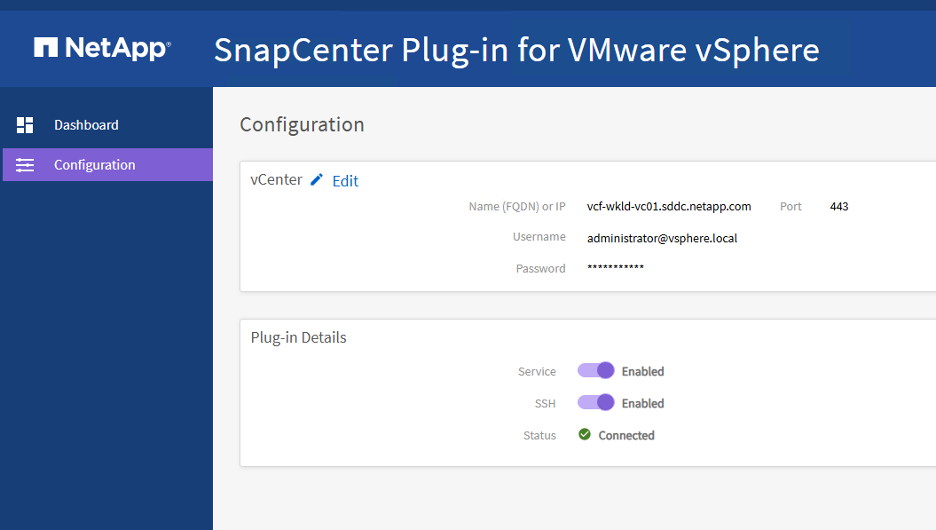 NetApp®
SnapCenter Plug-in for VMware vSphere
Dashboard
Configuration
Configuration
vCenter Edit
Name (FQDN) or IP vcf-wkld-vc01.sddc.netapp.com Port 443
Username administrator@vsphere.local
Password ***********
Plug-in Details
Service Enabled
SSH Enabled
Status Connected